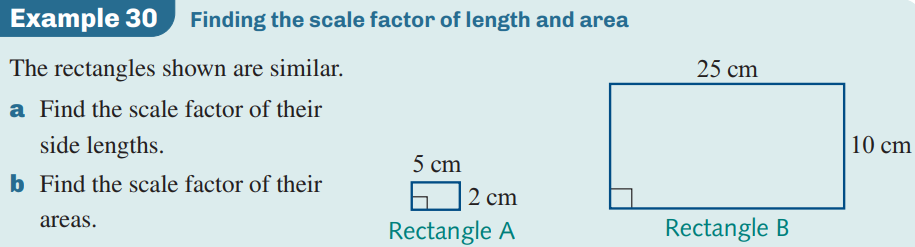 Example 30 Finding the scale factor of length and area
The rectangles shown are similar.
a Find the scale factor of their
side lengths.
b Find the scale factor of their
areas.
5 cm
2 cm
Rectangle A
25 cm
10 cm
Rectangle B